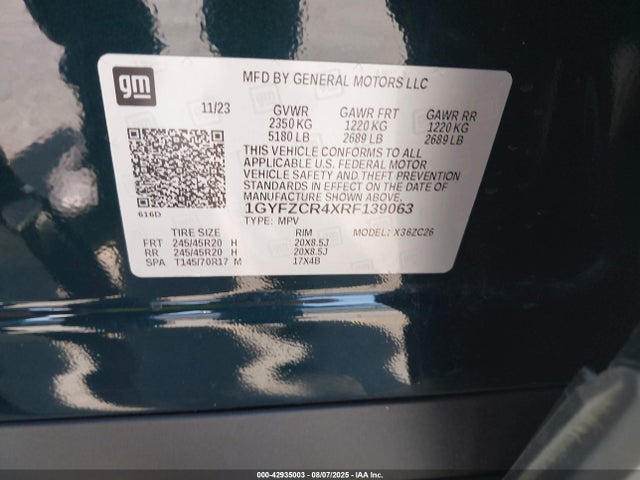 gm
MFD BY GENERAL MOTORS LLC
11/23 GVWR GAWR FRT GAWR RR
2350 KG 1220 KG 1220 KG
5180 LB 2689 LB 2689 LB
THIS VEHICLE CONFORMS TO ALL
APPLICABLE U.S. FEDERAL MOTOR
VEHICLE SAFETY AND THEFT PREVENTION
STANDARDS IN EFFECT ON THE DATE OF
MANUFACTURE SHOWN ABOVE.
1GYFZCR4XRF139063
616D TYPE: MPV MODEL: X36ZC26
TIRE SIZE RIM
FRT 245/45R20 H 20X8.5J
RR 245/45R20 H 20X8.5J
SPA T145/70R17 M 17X4B
000-42935003 - 08/07/2025 - IAA Inc.